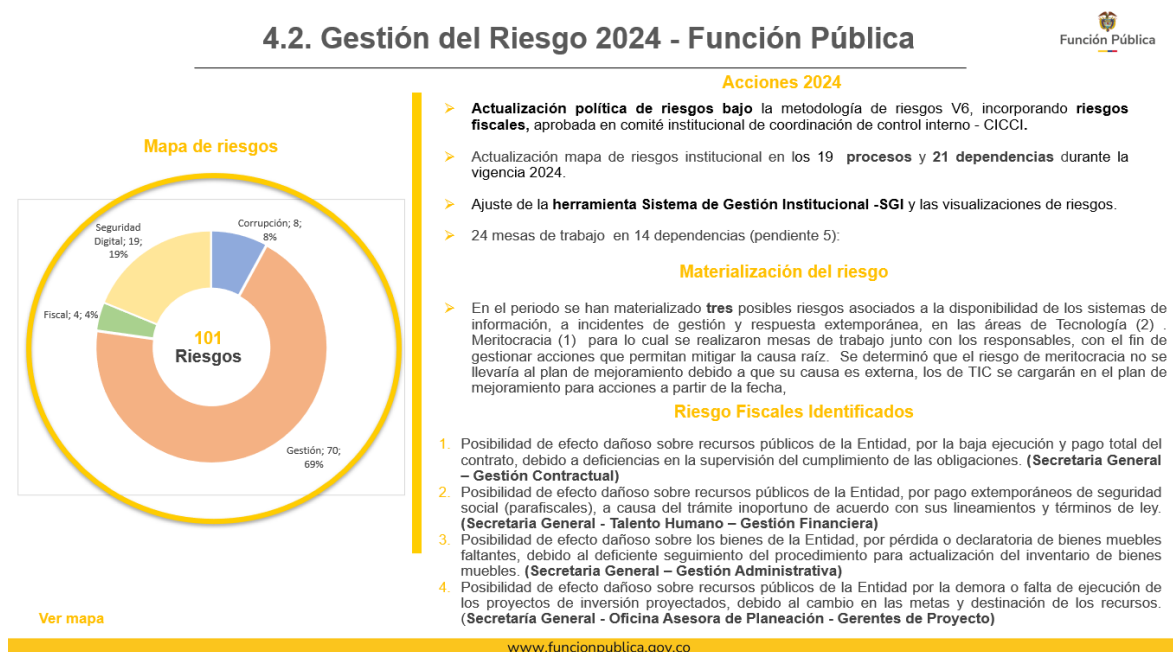 4.2. Gestión del Riesgo 2024 - Función Pública
Función Pública
Mapa de riesgos
Seguridad
Digital; 19;
19%
Corrupción; 8;
8%
Fiscal; 4; 4%
101
Riesgos
Gestión; 70;
69%
Ver mapa
Acciones 2024
➢ Actualización política de riesgos bajo la metodología de riesgos V6, incorporando riesgos
fiscales, aprobada en comité institucional de coordinación de control interno - CICCI.
➢ Actualización mapa de riesgos institucional en los 19 procesos y 21 dependencias durante la
vigencia 2024.
➢ Ajuste de la herramienta Sistema de Gestión Institucional -SGI y las visualizaciones de riesgos.
➢ 24 mesas de trabajo en 14 dependencias (pendiente 5):
Materialización del riesgo
➢ En el periodo se han materializado tres posibles riesgos asociados a la disponibilidad de los sistemas de
información, a incidentes de gestión y respuesta extemporánea, en las áreas de Tecnología (2) .
Meritocracia (1) para lo cual se realizaron mesas de trabajo junto con los responsables, con el fin de
gestionar acciones que permitan mitigar la causa raíz. Se determinó que el riesgo de meritocracia no se
llevaría al plan de mejoramiento debido a que su causa es externa, los de TIC se cargarán en el plan de
mejoramiento para acciones a partir de la fecha,
Riesgo Fiscales Identificados
1. Posibilidad de efecto dañoso sobre recursos públicos de la Entidad, por la baja ejecución y pago total del
contrato, debido a deficiencias en la supervisión del cumplimiento de las obligaciones. (Secretaria General
– Gestión Contractual)
2. Posibilidad de efecto dañoso sobre recursos públicos de la Entidad, por pago extemporáneos de seguridad
social (parafiscales), a causa del trámite inoportuno de acuerdo con sus lineamientos y términos de ley.
(Secretaria General - Talento Humano – Gestión Financiera)
3. Posibilidad de efecto dañoso sobre los bienes de la Entidad, por pérdida o declaratoria de bienes muebles
faltantes, debido al deficiente seguimiento del procedimiento para actualización del inventario de bienes
muebles. (Secretaria General – Gestión Administrativa)
4. Posibilidad de efecto dañoso sobre recursos públicos de la Entidad por la demora o falta de ejecución de
los proyectos de inversión proyectados, debido al cambio en las metas y destinación de los recursos.
(Secretaría General - Oficina Asesora de Planeación - Gerentes de Proyecto)
www.funcionpublica.gov.co